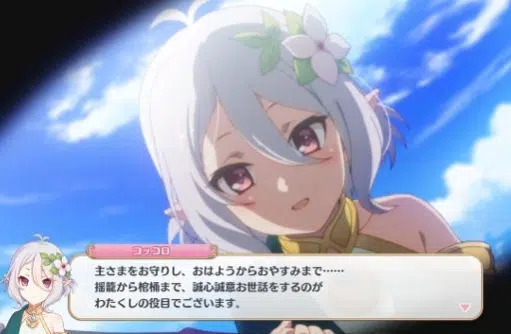 コッコロ
主さまをお守りし、おはようからおやすみまで……
揺籠から棺桶まで、誠心誠意お世話をするのが
わたくしの役目でございます。